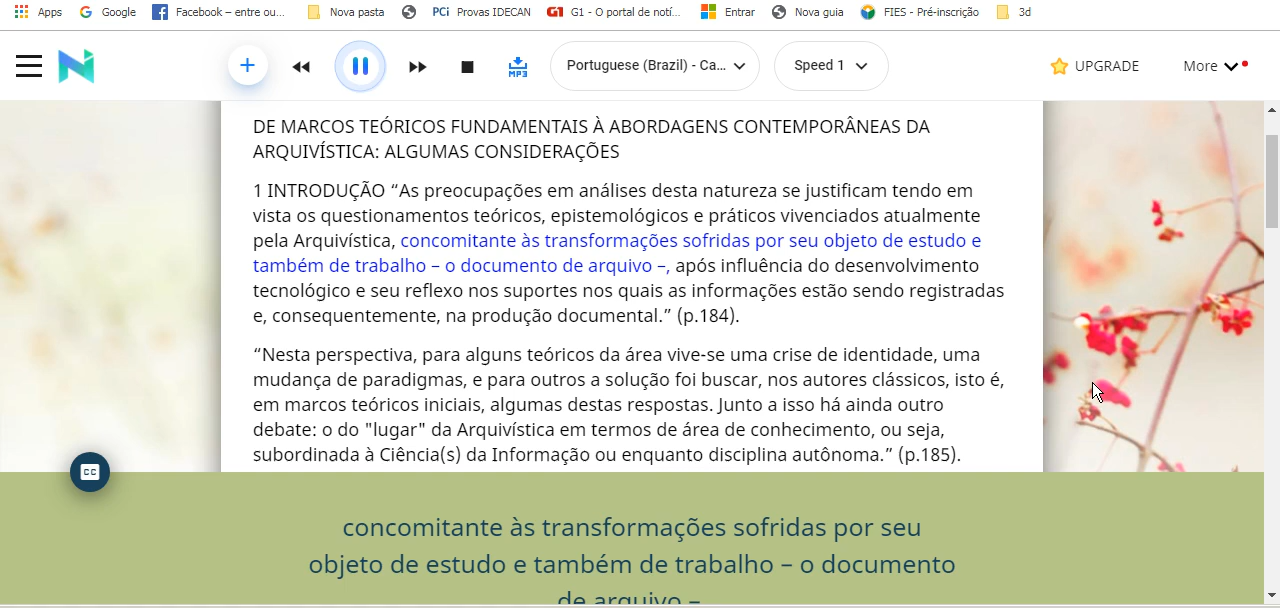 Apps Google Facebook – entre ou... Nova pasta PCi Provas IDECAN G1 G1 - O portal de notí... Entrar Nova guia FIES - Pré-inscrição 3d
MP3 Portuguese (Brazil) - Ca... Speed 1 UPGRADE More
DE MARCOS TEÓRICOS FUNDAMENTAIS À ABORDAGENS CONTEMPORÂNEAS DA
ARQUIVÍSTICA: ALGUMAS CONSIDERAÇÕES
1 INTRODUÇÃO “As preocupações em análises desta natureza se justificam tendo em
vista os questionamentos teóricos, epistemológicos e práticos vivenciados atualmente
pela Arquivística, concomitante às transformações sofridas por seu objeto de estudo e
também de trabalho – o documento de arquivo –, após influência do desenvolvimento
tecnológico e seu reflexo nos suportes nos quais as informações estão sendo registradas
e, consequentemente, na produção documental.” (p.184).
“Nesta perspectiva, para alguns teóricos da área vive-se uma crise de identidade, uma
mudança de paradigmas, e para outros a solução foi buscar, nos autores clássicos, isto é,
em marcos teóricos iniciais, algumas destas respostas. Junto a isso há ainda outro
debate: o do "lugar" da Arquivística em termos de área de conhecimento, ou seja,
subordinada à Ciência(s) da Informação ou enquanto disciplina autônoma.” (p.185).
CC
concomitante às transformações sofridas por seu
objeto de estudo e também de trabalho – o documento
de arquivo –